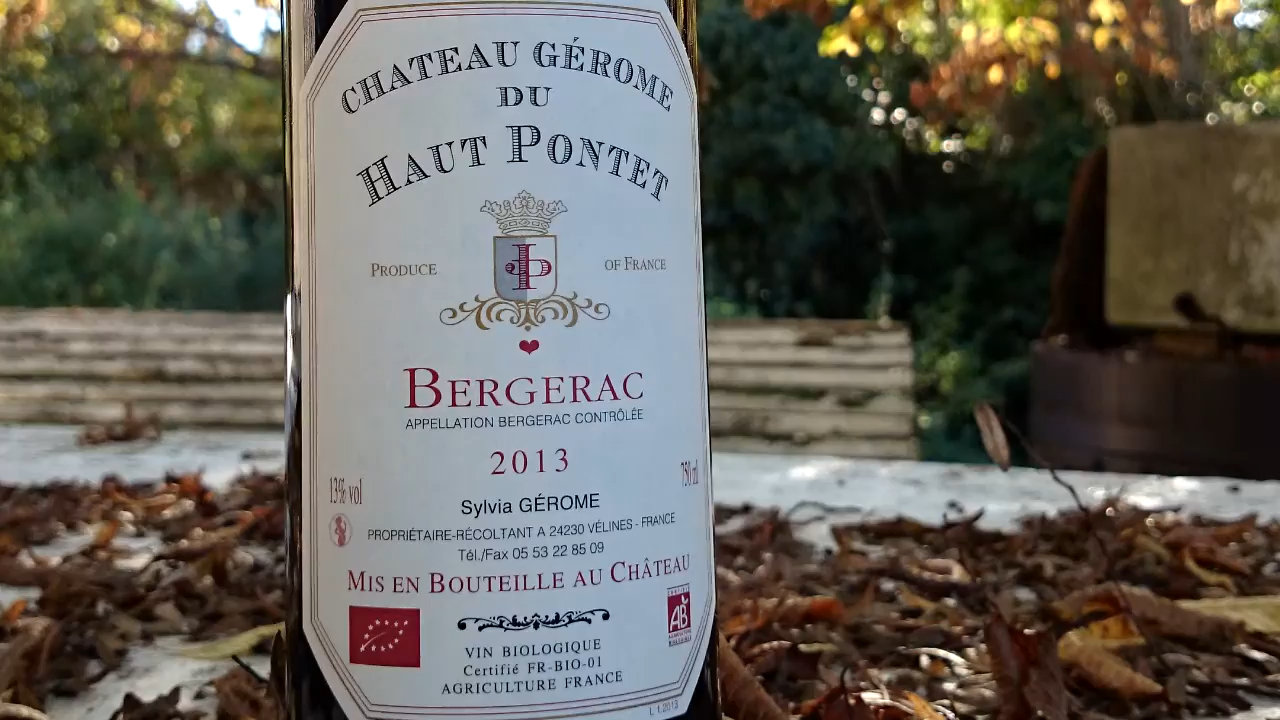 CHATEAU GÉROME
DU
HAUT PONTET
PRODUCE OF FRANCE
BERGERAC
APPELLATION BERGERAC CONTRÔLÉE
2013
13% vol
750 ml
Sylvia GÉROME
PROPRIÉTAIRE-RÉCOLTANT A 24230 VÉLINES - FRANCE
Tél./Fax 05 53 22 85 09
MIS EN BOUTEILLE AU CHÂTEAU
AB
VIN BIOLOGIQUE
Certifié FR-BIO-01
AGRICULTURE FRANCE
L 1.2013